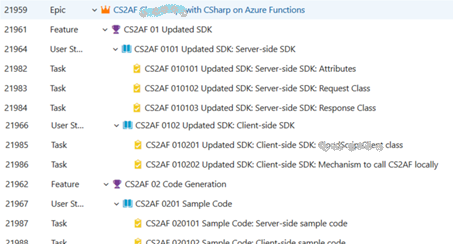 21959 Epic CS2AF with CSharp on Azure Functions
21961 Feature CS2AF 01 Updated SDK
21964 User St... CS2AF 0101 Updated SDK: Server-side SDK
21982 Task CS2AF 010101 Updated SDK: Server-side SDK: Attributes
21983 Task CS2AF 010102 Updated SDK: Server-side SDK: Request Class
21984 Task CS2AF 010103 Updated SDK: Server-side SDK: Response Class
21966 User St... CS2AF 0102 Updated SDK: Client-side SDK
21985 Task CS2AF 010201 Updated SDK: Client-side SDK: class
21986 Task CS2AF 010202 Updated SDK: Client-side SDK: Mechanism to call CS2AF locally
21962 Feature CS2AF 02 Code Generation
21967 User St... CS2AF 0201 Sample Code
21987 Task CS2AF 020101 Sample Code: Server-side sample code
21988 Task CS2AF 020102 Sample Code: Client-side sample code